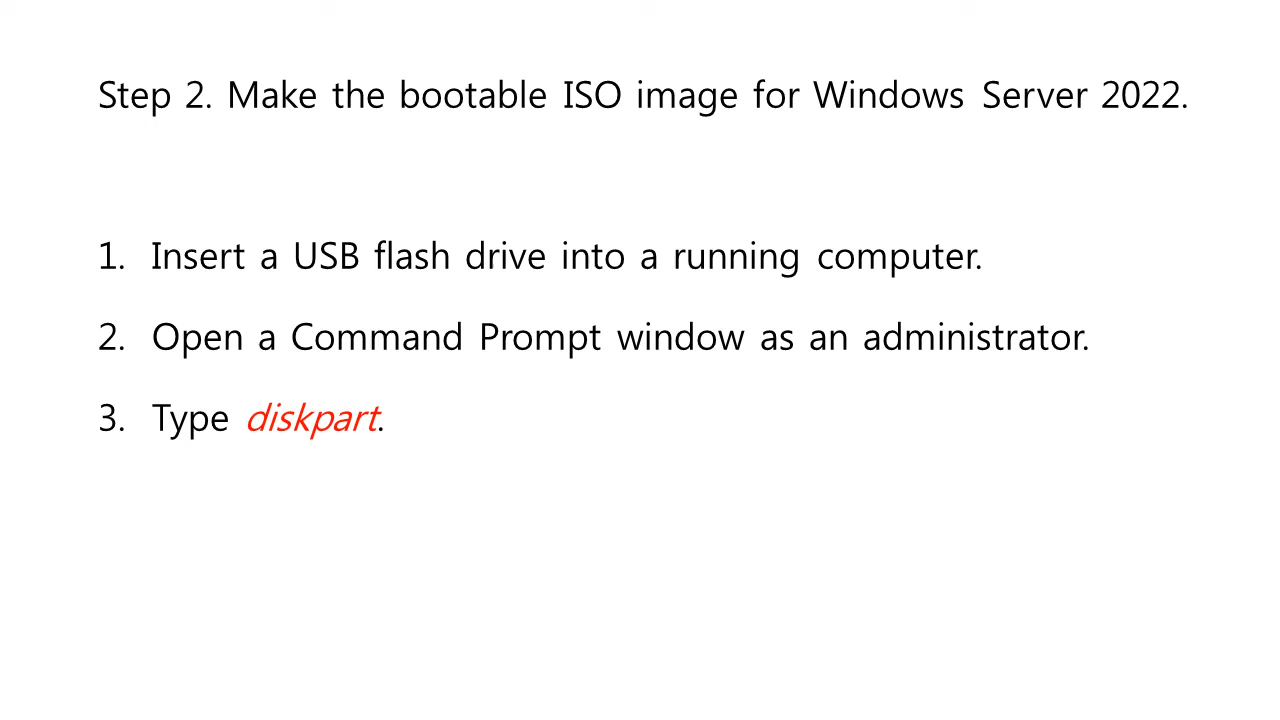 Step 2. Make the bootable ISO image for Windows Server 2022.
1. Insert a USB flash drive into a running computer.
2. Open a Command Prompt window as an administrator.
3. Type diskpart.